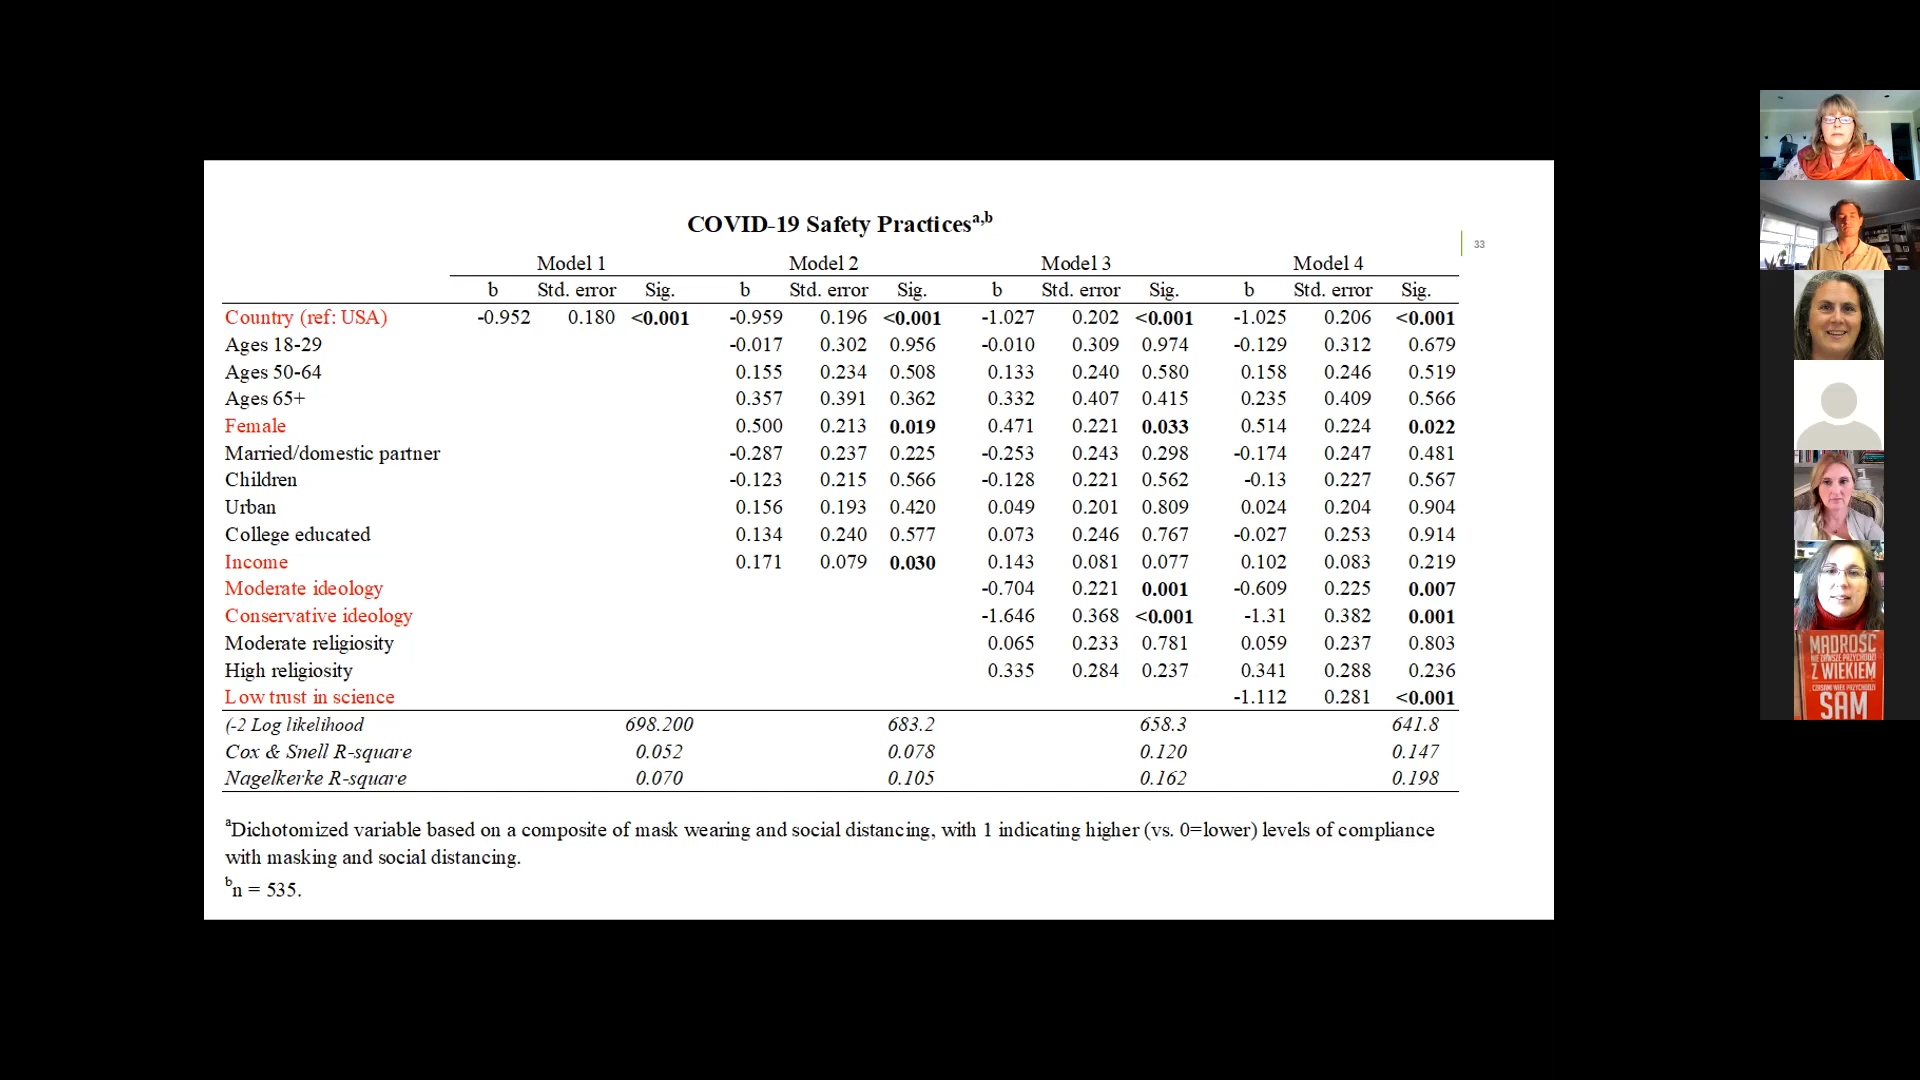 COVID-19 Safety Practicesa,b
33
Model 1 Model 2 Model 3 Model 4
b Std. error Sig. b Std. error Sig. b Std. error Sig. b Std. error Sig.
Country (ref: USA) -0.952 0.180 <0.001 -0.959 0.196 <0.001 -1.027 0.202 <0.001 -1.025 0.206 <0.001
Ages 18-29 -0.017 0.302 0.956 -0.010 0.309 0.974 -0.129 0.312 0.679
Ages 50-64 0.155 0.234 0.508 0.133 0.240 0.580 0.158 0.246 0.519
Ages 65+ 0.357 0.391 0.362 0.332 0.407 0.415 0.235 0.409 0.566
Female 0.500 0.213 0.019 0.471 0.221 0.033 0.514 0.224 0.022
Married/domestic partner -0.287 0.237 0.225 -0.253 0.243 0.298 -0.174 0.247 0.481
Children -0.123 0.215 0.566 -0.128 0.221 0.562 -0.13 0.227 0.567
Urban 0.156 0.193 0.420 0.049 0.201 0.809 0.024 0.204 0.904
College educated 0.134 0.240 0.577 0.073 0.246 0.767 -0.027 0.253 0.914
Income 0.171 0.079 0.030 0.143 0.081 0.077 0.102 0.083 0.219
Moderate ideology -0.704 0.221 0.001 -0.609 0.225 0.007
Conservative ideology -1.646 0.368 <0.001 -1.31 0.382 0.001
Moderate religiosity 0.065 0.233 0.781 0.059 0.237 0.803
High religiosity 0.335 0.284 0.237 0.341 0.288 0.236
Low trust in science -1.112 0.281 <0.001
(-2 Log likelihood 698.200 683.2 658.3 641.8
Cox & Snell R-square 0.052 0.078 0.120 0.147
Nagelkerke R-square 0.070 0.105 0.162 0.198
aDichotomized variable based on a composite of mask wearing and social distancing, with 1 indicating higher (vs. 0=lower) levels of compliance
with masking and social distancing.
bn = 535.
MĄDROŚĆ
NIE ZAWSZE PRZYCHODZI
Z WIEKIEM
CZASAMI WIEK PRZYCHODZI
SAM